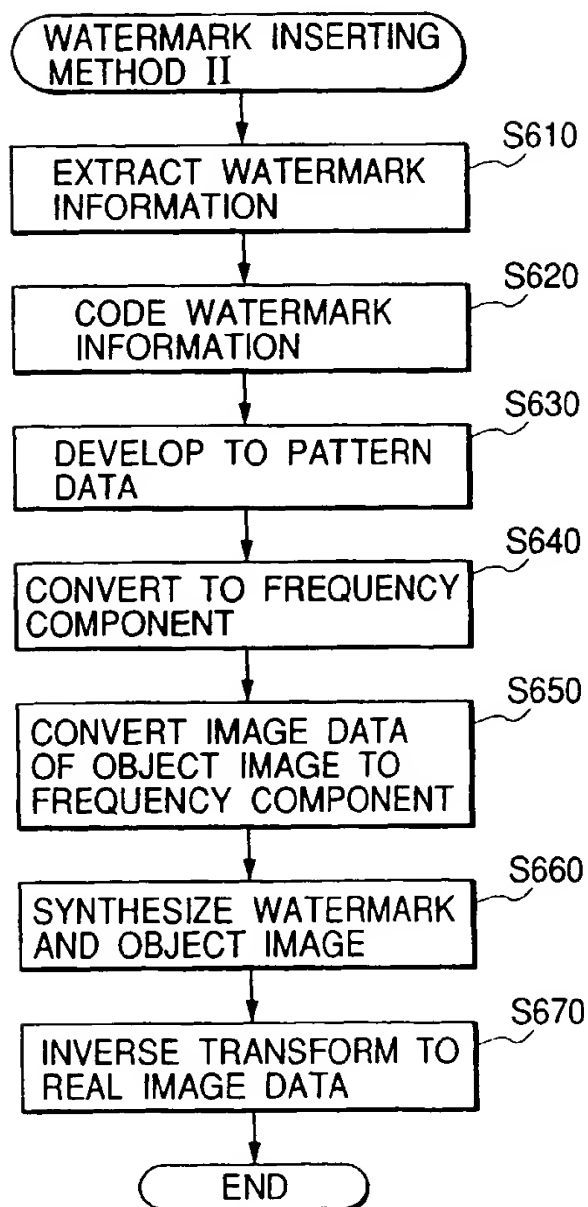 WATERMARK INSERTING
METHOD II
S610
EXTRACT WATERMARK
INFORMATION
S620
CODE WATERMARK
INFORMATION
S630
DEVELOP TO PATTERN
DATA
S640
CONVERT TO FREQUENCY
COMPONENT
S650
CONVERT IMAGE DATA
OF OBJECT IMAGE TO
FREQUENCY COMPONENT
S660
SYNTHESIZE WATERMARK
AND OBJECT IMAGE
S670
INVERSE TRANSFORM TO
REAL IMAGE DATA
END